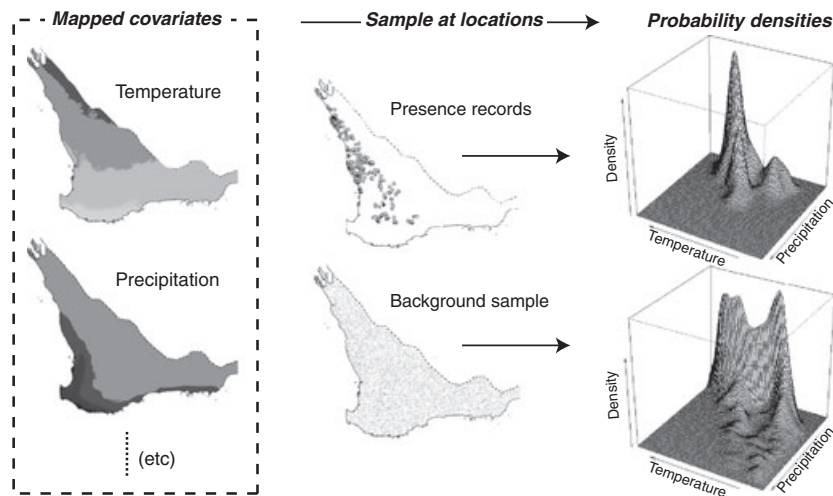 Mapped covariates
Sample at locations
Probability densities
Temperature
Presence records
Density
Temperature
Precipitation
Precipitation
Background sample
Density
Temperature
Precipitation
(etc)